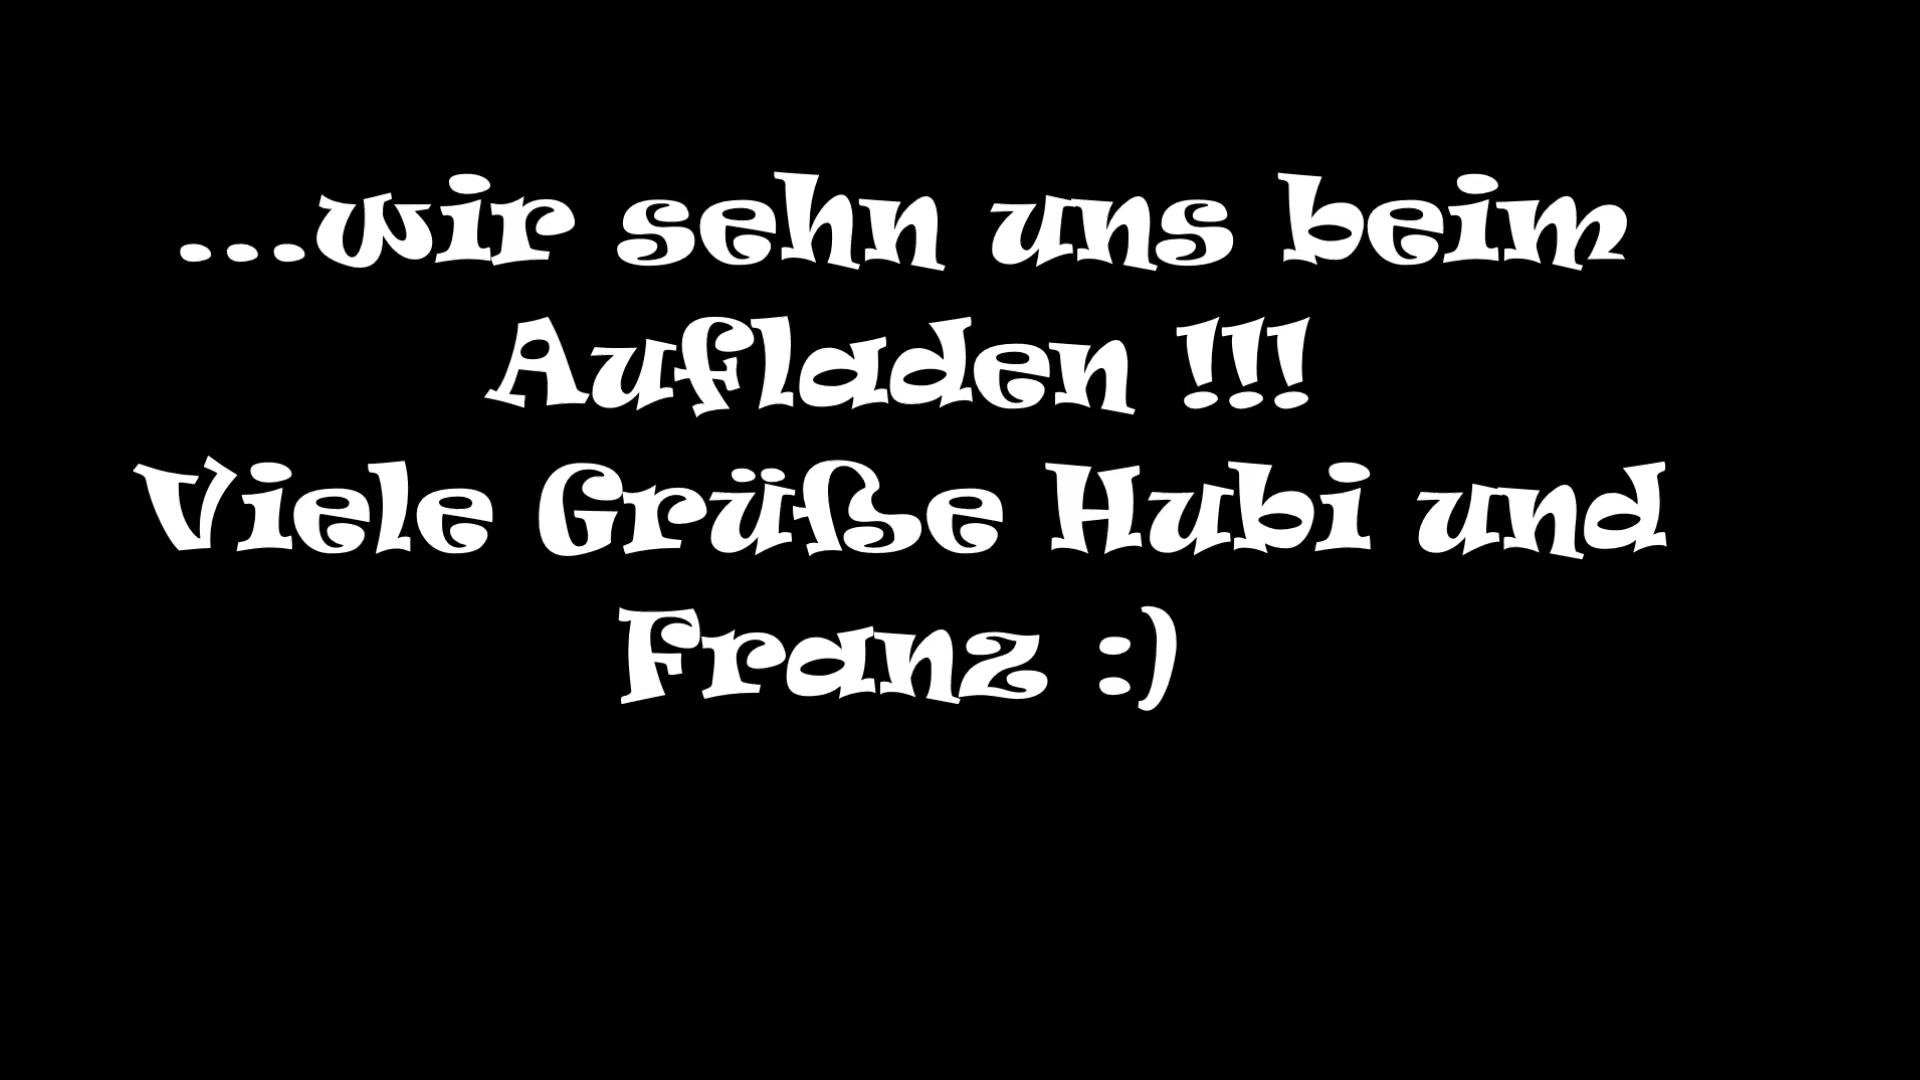 ...wir sehn uns beim
Aufladen !!!
Viele Grüße Hubi und
Franz :)